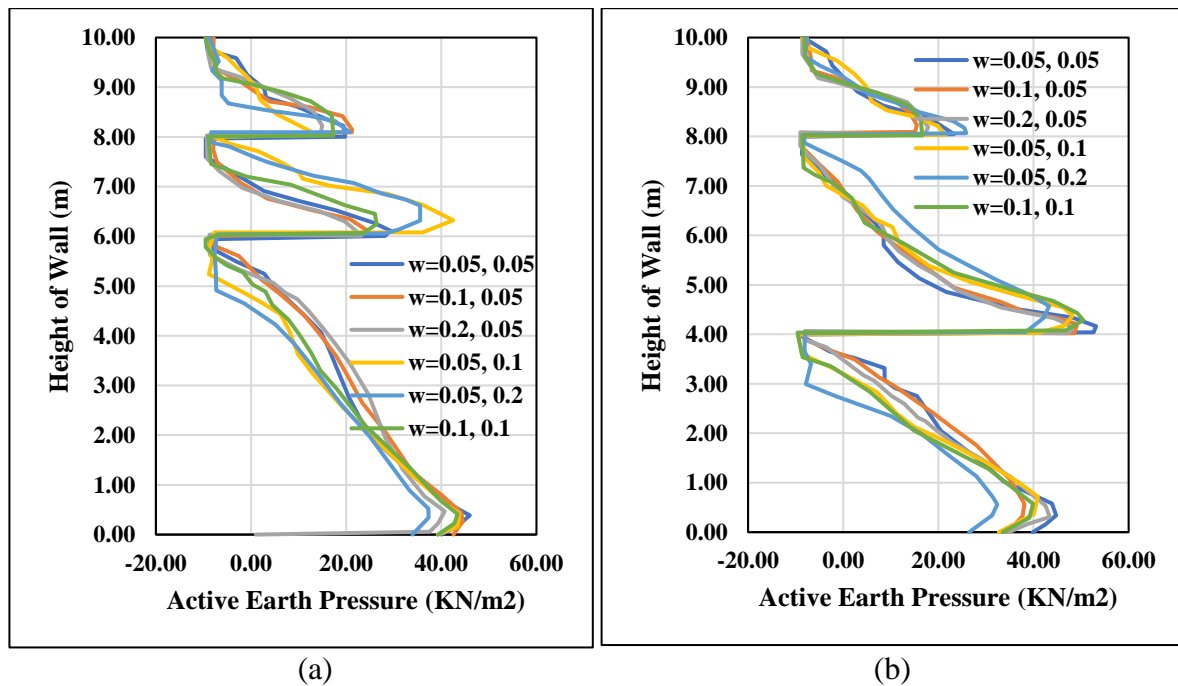 10.00
9.00
8.00
7.00
6.00
5.00
4.00
3.00
2.00
1.00
0.00
-20.00 0.00 20.00 40.00 60.00
Height of Wall (m)
Active Earth Pressure (KN/m2)
w=0.05, 0.05
w=0.1, 0.05
w=0.2, 0.05
w=0.05, 0.1
w=0.05, 0.2
w=0.1, 0.1
(a)
10.00
9.00
8.00
7.00
6.00
5.00
4.00
3.00
2.00
1.00
0.00
-20.00 0.00 20.00 40.00 60.00
Height of Wall (m)
Active Earth Pressure (KN/m2)
w=0.05, 0.05
w=0.1, 0.05
w=0.2, 0.05
w=0.05, 0.1
w=0.05, 0.2
w=0.1, 0.1
(b)